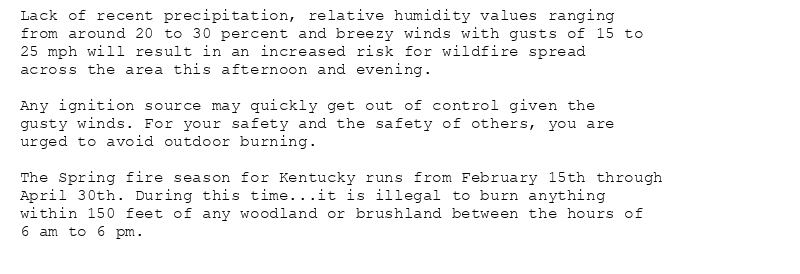 Lack of recent precipitation, relative humidity values ranging
from around 20 to 30 percent and breezy winds with gusts of 15 to
25 mph will result in an increased risk for wildfire spread
across the area this afternoon and evening.

Any ignition source may quickly get out of control given the
gusty winds. For your safety and the safety of others, you are
urged to avoid outdoor burning.

The Spring fire season for Kentucky runs from February 15th through
April 30th. During this time...it is illegal to burn anything
within 150 feet of any woodland or brushland between the hours of
6 am to 6 pm.